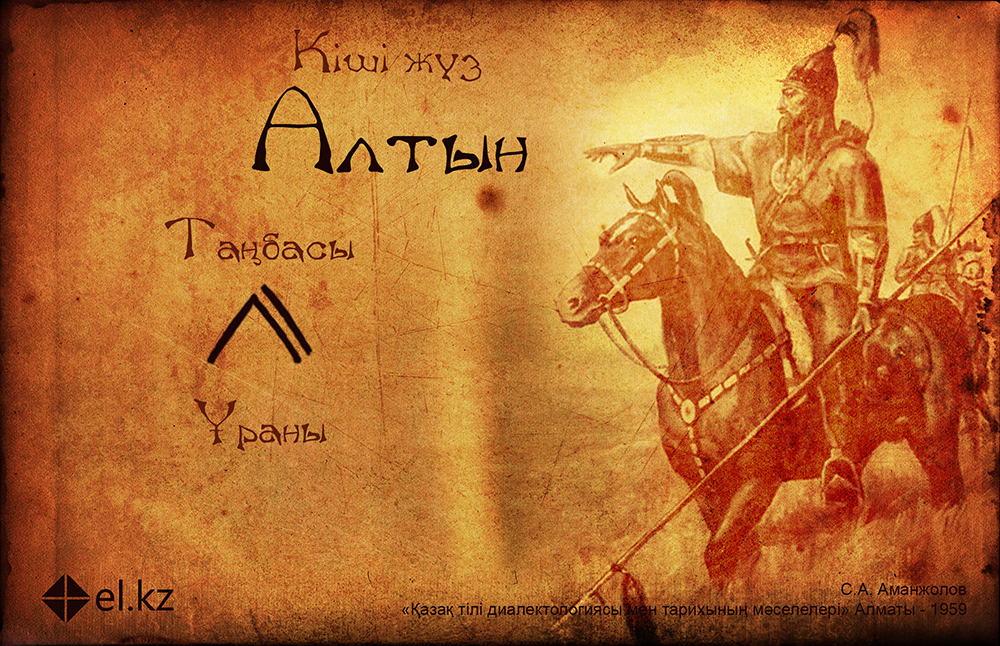 Кіші жүз
Алтын
Таңбасы
Ұраны
el.kz
С.А. Аманжолов
«Қазақ тілі диалектологиясы мен тарихының мәселелері» Алматы - 1959